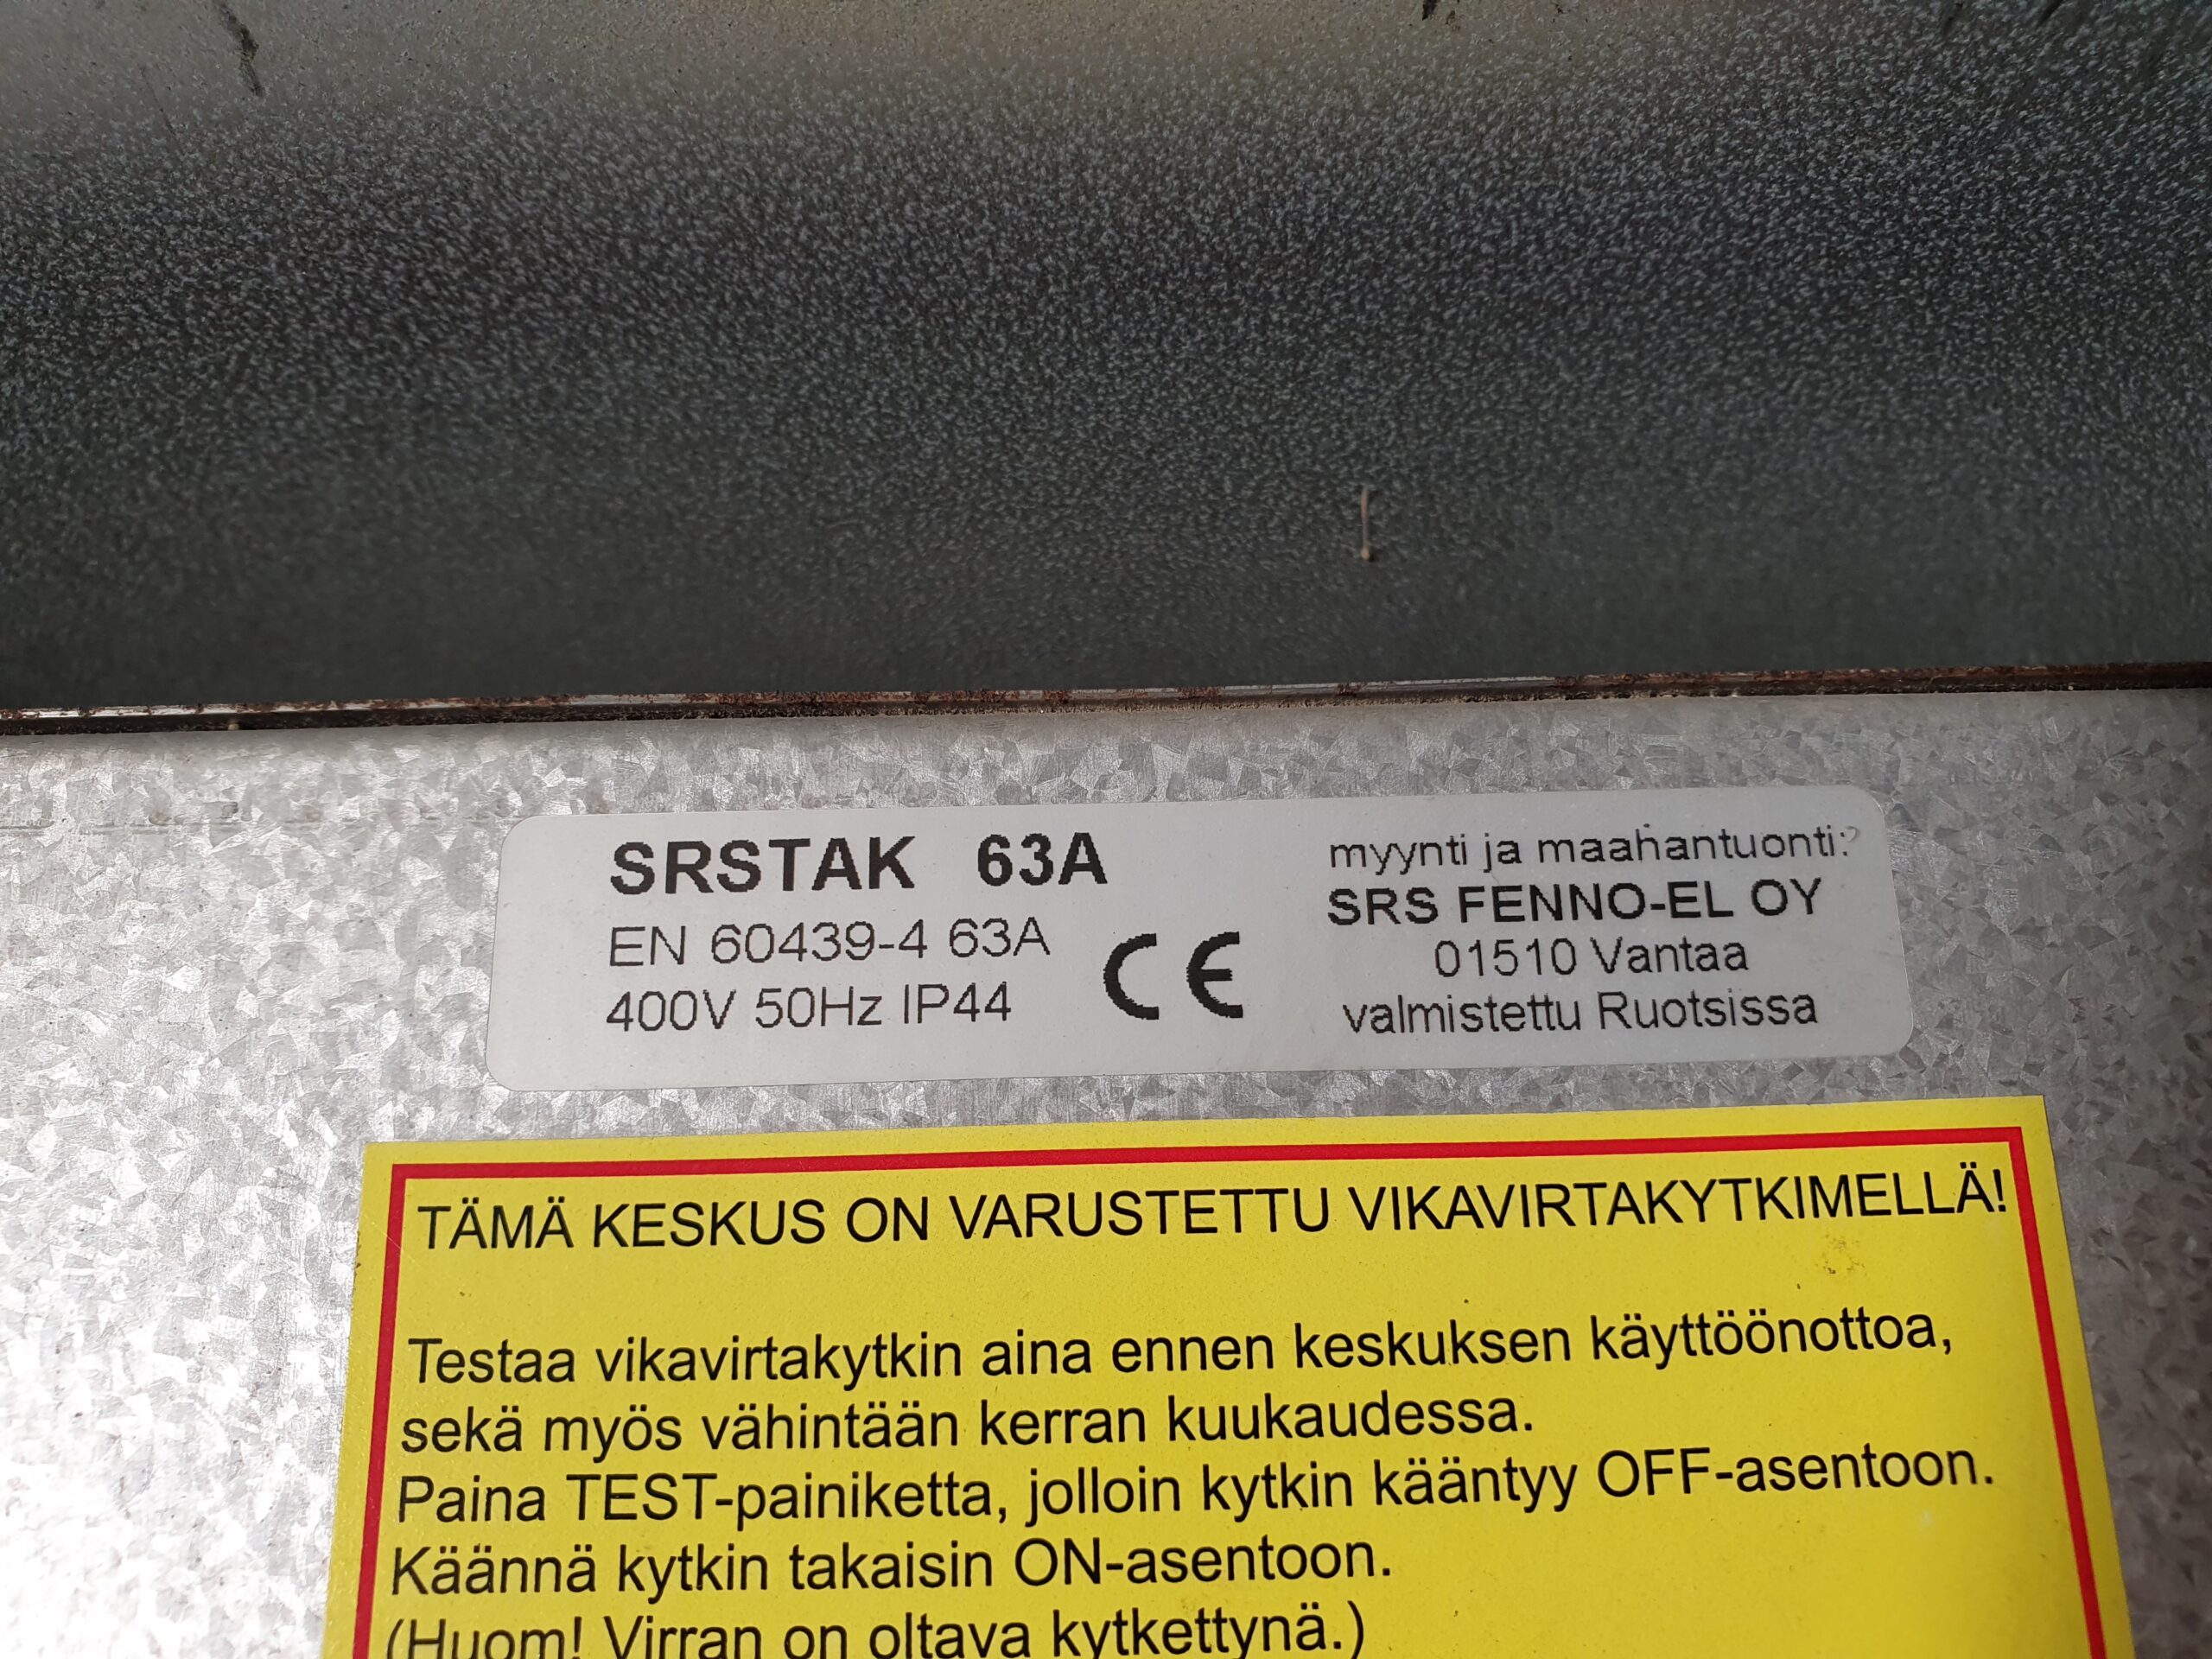 SRSTAK 63A
EN 60439-4 63A
400V 50Hz IP44
CE
myynti ja maahantuonti:
SRS FENNO-EL OY
01510 Vantaa
valmistettu Ruotsissa
TÄMÄ KESKUS ON VARUSTETTU VIKAVIRTAKYTKIMELLÄ!
Testaa vikavirtakytkin aina ennen keskuksen käyttöönottoa,
sekä myös vähintään kerran kuukaudessa.
Paina TEST-painiketta, jolloin kytkin kääntyy OFF-asentoon.
Käännä kytkin takaisin ON-asentoon.
(Huom! Virran on oltava kytkettynä.)